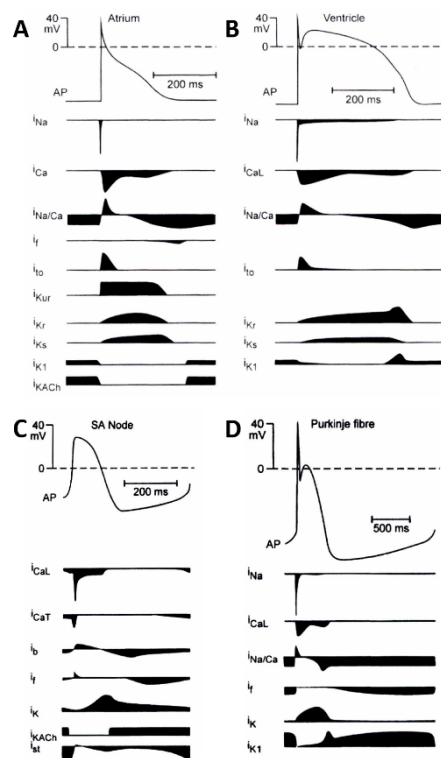 A
Atrium
40
mV
0
200 ms
AP
iNa
iCa
iNa/Ca
if
ito
iKur
iKr
iKs
iK1
iKACh
B
Ventricle
40
mV
0
200 ms
AP
iNa
iCaL
iNa/Ca
ito
iKr
iKs
iK1
C
SA Node
40
mV
0
200 ms
AP
iCaL
iCaT
ib
if
iK
iKACh
ist
D
Purkinje fibre
40
mV
0
500 ms
AP
iNa
iCaL
iNa/Ca
if
iK
iK1